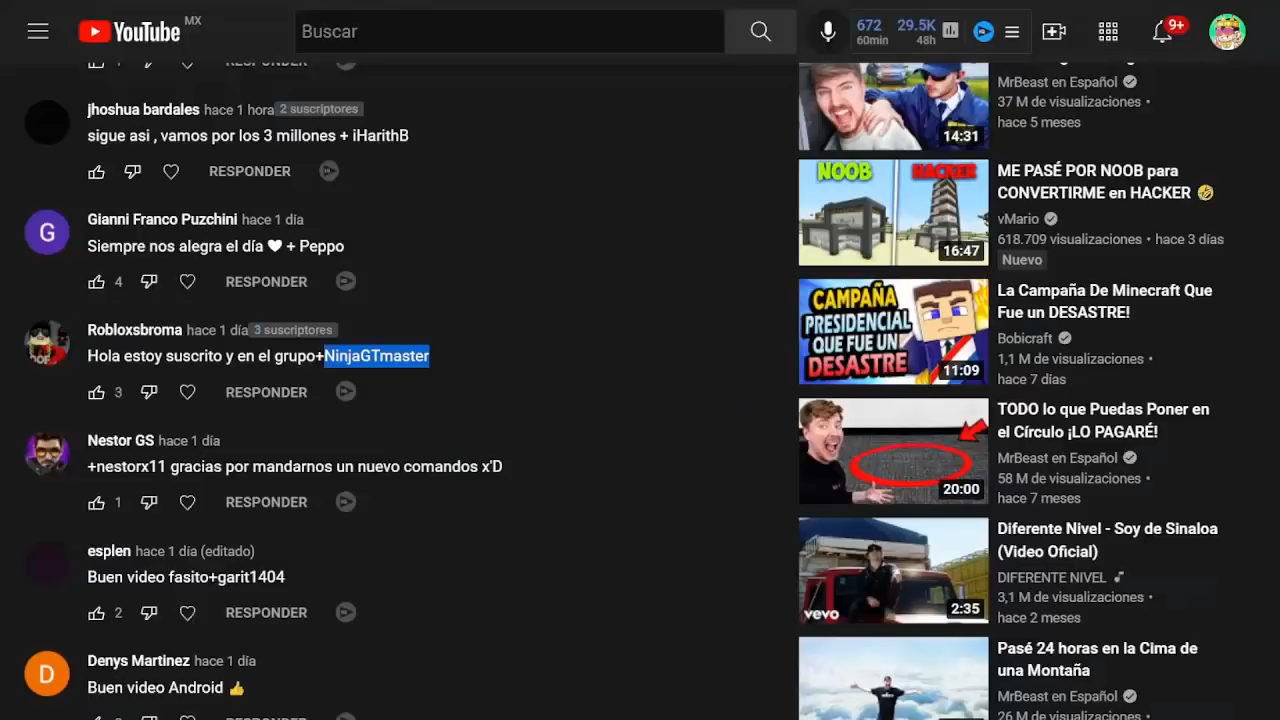 YouTube MX
Buscar
672
60min
29.5K
48h
9+
RESPONDER
jhoshua bardales hace 1 hora 2 suscriptores
sigue asi , vamos por los 3 millones + iHarithB
RESPONDER
G
Gianni Franco Puzchini hace 1 día
Siempre nos alegra el día ♥ + Peppo
4 RESPONDER
Robloxsbroma hace 1 día 3 suscriptores
Hola estoy suscrito y en el grupo+NinjaGTmaster
3 RESPONDER
Nestor GS hace 1 día
+nestorx11 gracias por mandarnos un nuevo comandos x'D
1 RESPONDER
esplen hace 1 día (editado)
Buen video fasito+garit1404
2 RESPONDER
D
Denys Martinez hace 1 día
Buen video Android 👍
RESPONDER
14:31
MrBeast en Español
37 M de visualizaciones •
hace 5 meses
NOOB HACKER
16:47
ME PASÉ POR NOOB para
CONVERTIRME en HACKER 🤣
vMario
618.709 visualizaciones • hace 3 días
Nuevo
CAMPAÑA
PRESIDENCIAL
QUE FUE UN
DESASTRE
11:09
La Campaña De Minecraft Que
Fue un DESASTRE!
Bobicraft
1,1 M de visualizaciones •
hace 7 días
20:00
TODO lo que Puedas Poner en
el Círculo ¡LO PAGARÉ!
MrBeast en Español
58 M de visualizaciones •
hace 7 meses
vevo
2:35
Diferente Nivel - Soy de Sinaloa
(Video Oficial)
DIFERENTE NIVEL
3,1 M de visualizaciones •
hace 2 meses
Pasé 24 horas en la Cima de
una Montaña
MrBeast en Español
26 M de visualizaciones •